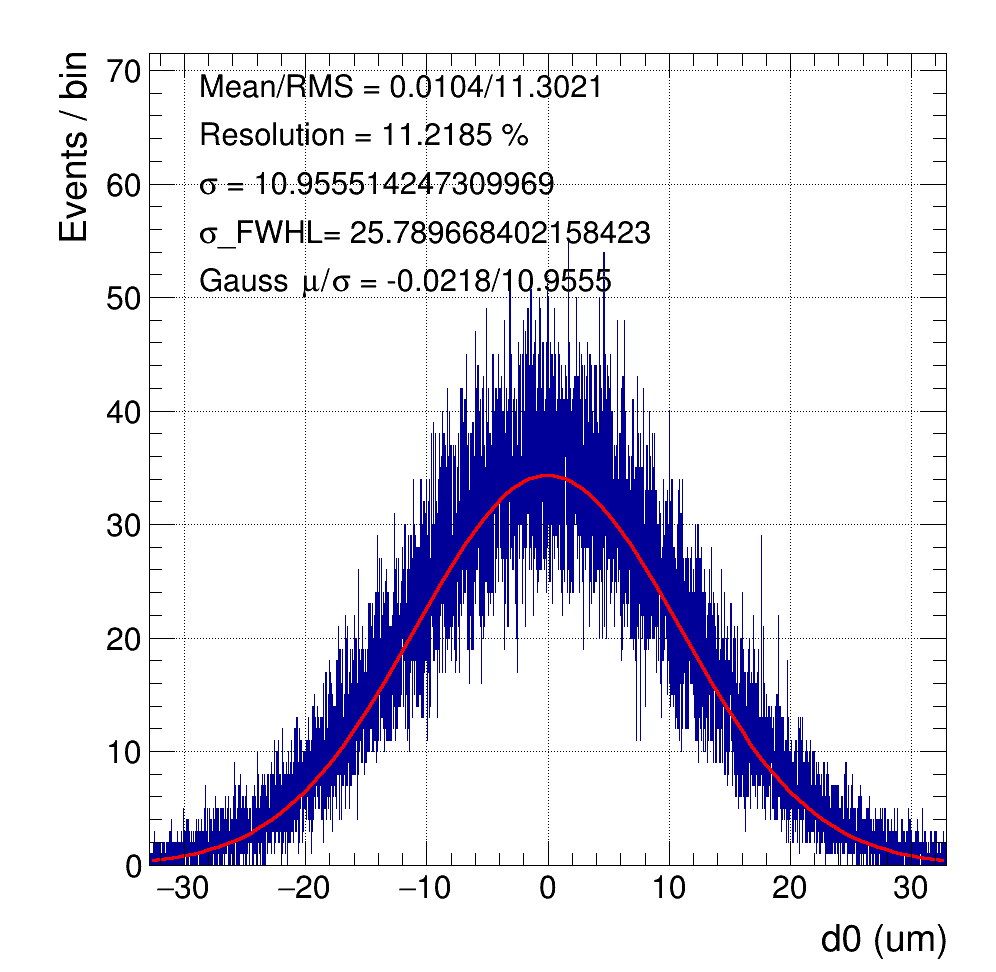 Events / bin
70
Mean/RMS = 0.0104/11.3021
Resolution = 11.2185 %
60
σ = 10.955514247309969
σ_FWHL= 25.789668402158423
Gauss μ/σ = -0.0218/10.9555
50
40
30
20
10
0
−30 −20 −10 0 10 20 30
d0 (um)